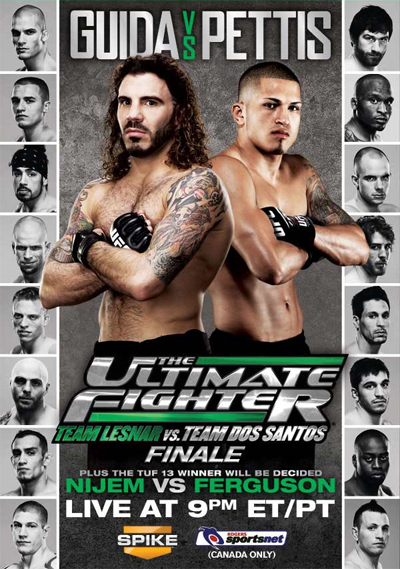 GUIDA VS PETTIS
UFC
THE
ULTIMATE
FIGHTER
TEAM LESNAR VS. TEAM DOS SANTOS
FINALE
PLUS THE TUF 13 WINNER WILL BE DECIDED
NIJEM VS FERGUSON
LIVE AT 9PM ET/PT
SPIKE
ROGERS
sportsnet
(CANADA ONLY)